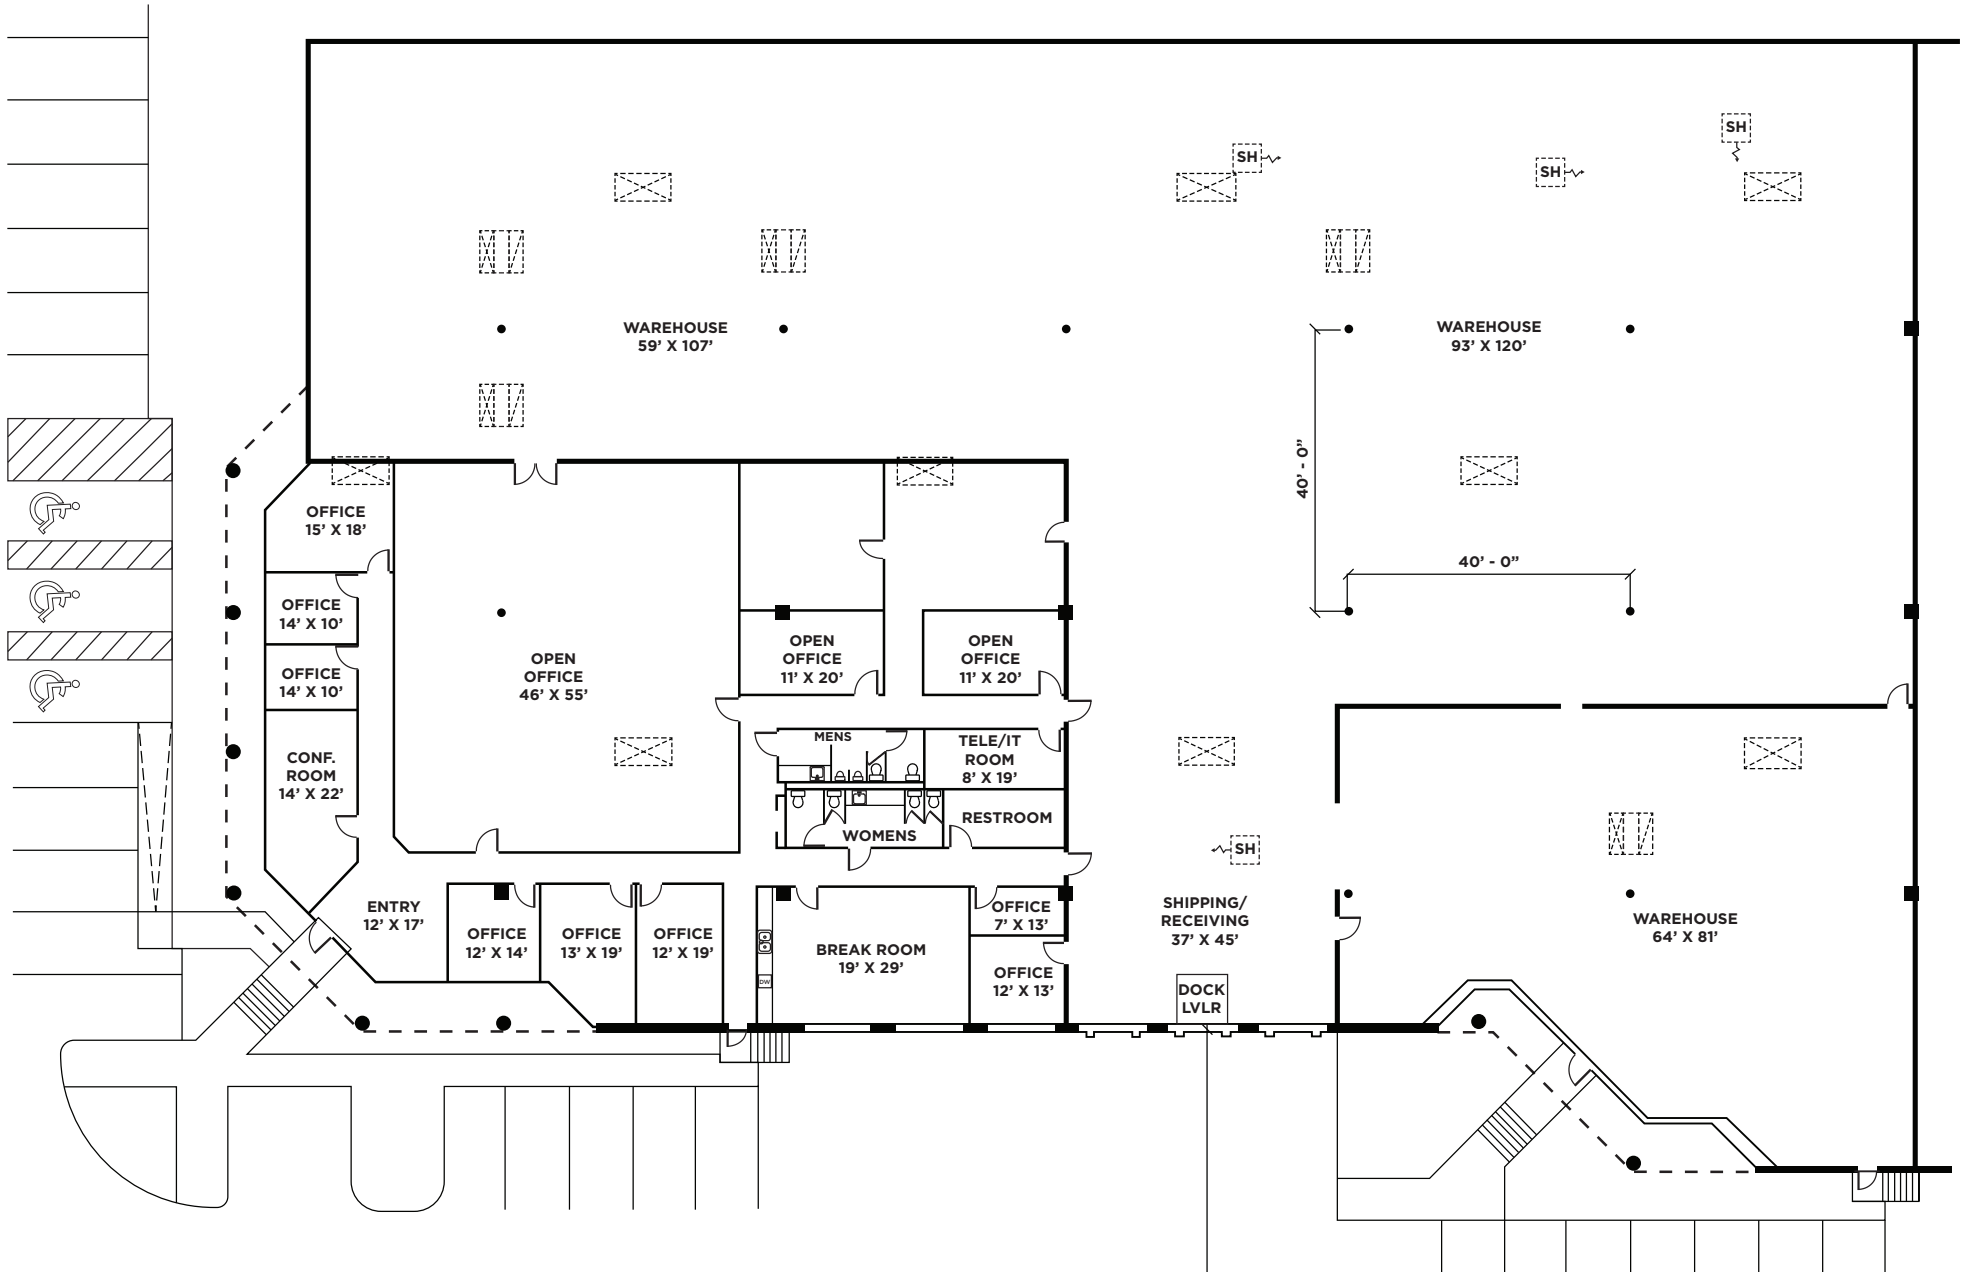 SH
SH
SH
WAREHOUSE
59’ X 107’
WAREHOUSE
93’ X 120’
40’ - 0”
40’ - 0”
OFFICE
15’ X 18’
OFFICE
14’ X 10’
OFFICE
14’ X 10’
CONF.
ROOM
14’ X 22’
OPEN
OFFICE
46’ X 55’
OPEN
OFFICE
11’ X 20’
OPEN
OFFICE
11’ X 20’
MENS
TELE/IT
ROOM
8’ X 19’
RESTROOM
WOMENS
SH
ENTRY
12’ X 17’
OFFICE
12’ X 14’
OFFICE
13’ X 19’
OFFICE
12’ X 19’
BREAK ROOM
19’ X 29’
DW
OFFICE
7’ X 13’
OFFICE
12’ X 13’
SHIPPING/
RECEIVING
37’ X 45’
DOCK
LVLR
WAREHOUSE
64’ X 81’